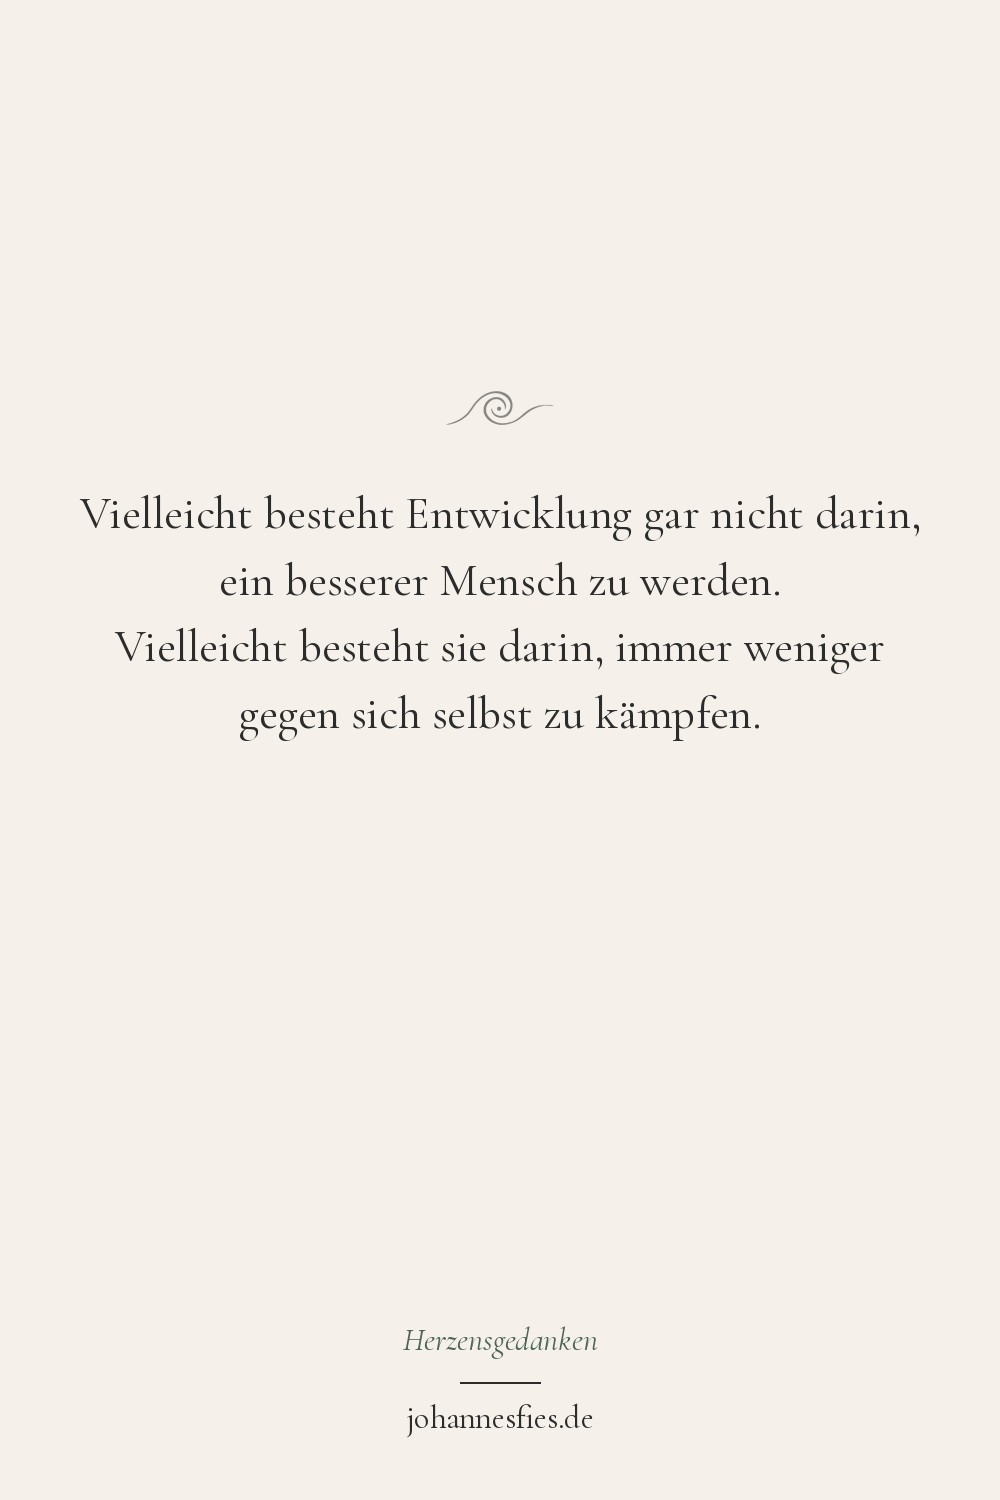 Vielleicht besteht Entwicklung gar nicht darin,
ein besserer Mensch zu werden.
Vielleicht besteht sie darin, immer weniger
gegen sich selbst zu kämpfen.
Herzensgedanken
johannesfies.de